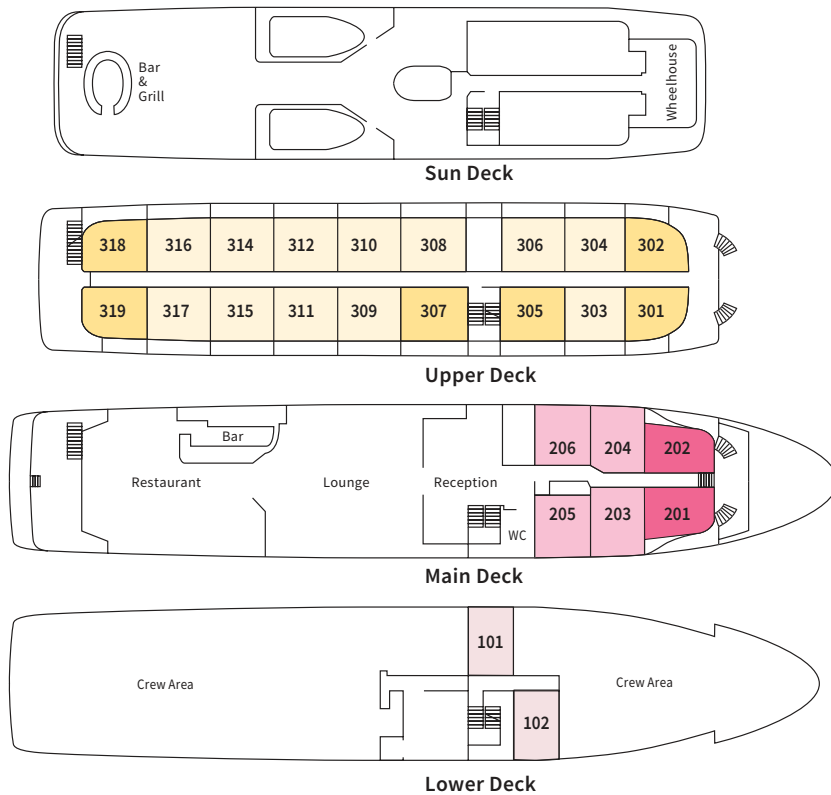 Bar
&
Grill
Wheelhouse
Sun Deck
318 316 314 312 310 308 306 304 302
319 317 315 311 309 307 305 303 301
Upper Deck
Bar
206 204 202
Restaurant Lounge Reception
205 203 201
WC
Main Deck
101
Crew Area Crew Area
102
Lower Deck